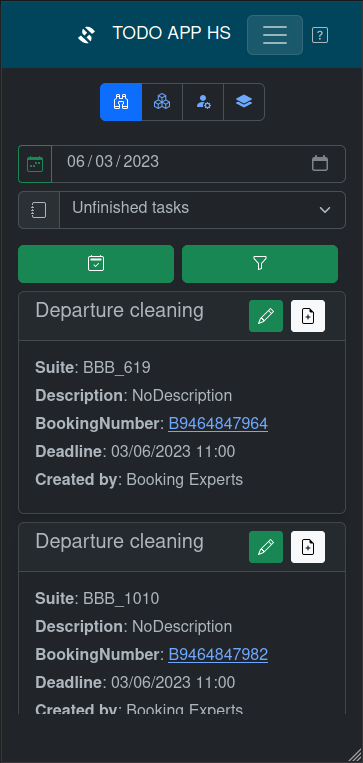 TODO APP HS
?
06/03/2023
Unfinished tasks
Departure cleaning
Suite: BBB_619
Description: NoDescription
BookingNumber: B9464847964
Deadline: 03/06/2023 11:00
Created by: Booking Experts
Departure cleaning
Suite: BBB_1010
Description: NoDescription
BookingNumber: B9464847982
Deadline: 03/06/2023 11:00
Created by: Booking Experts